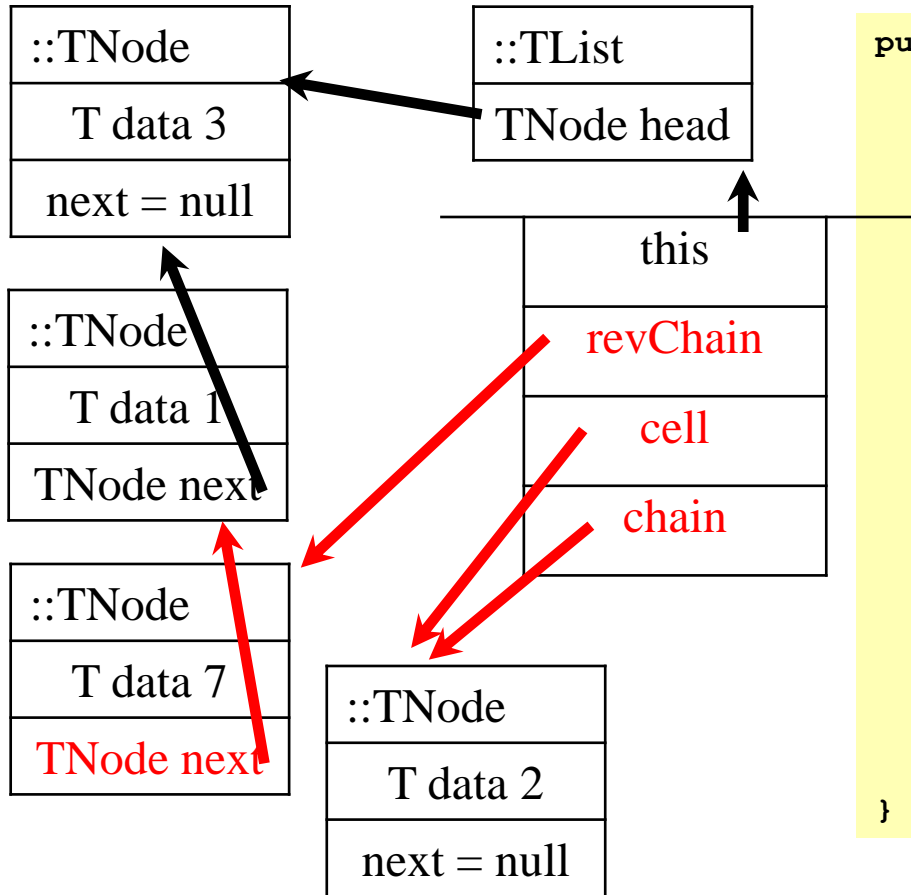 ::TNode
T data 3
next = null
::TList
TNode head
this
revChain
cell
chain
::TNode
T data 1
TNode next
::TNode
T data 7
TNode next
::TNode
T data 2
next = null
pu
}